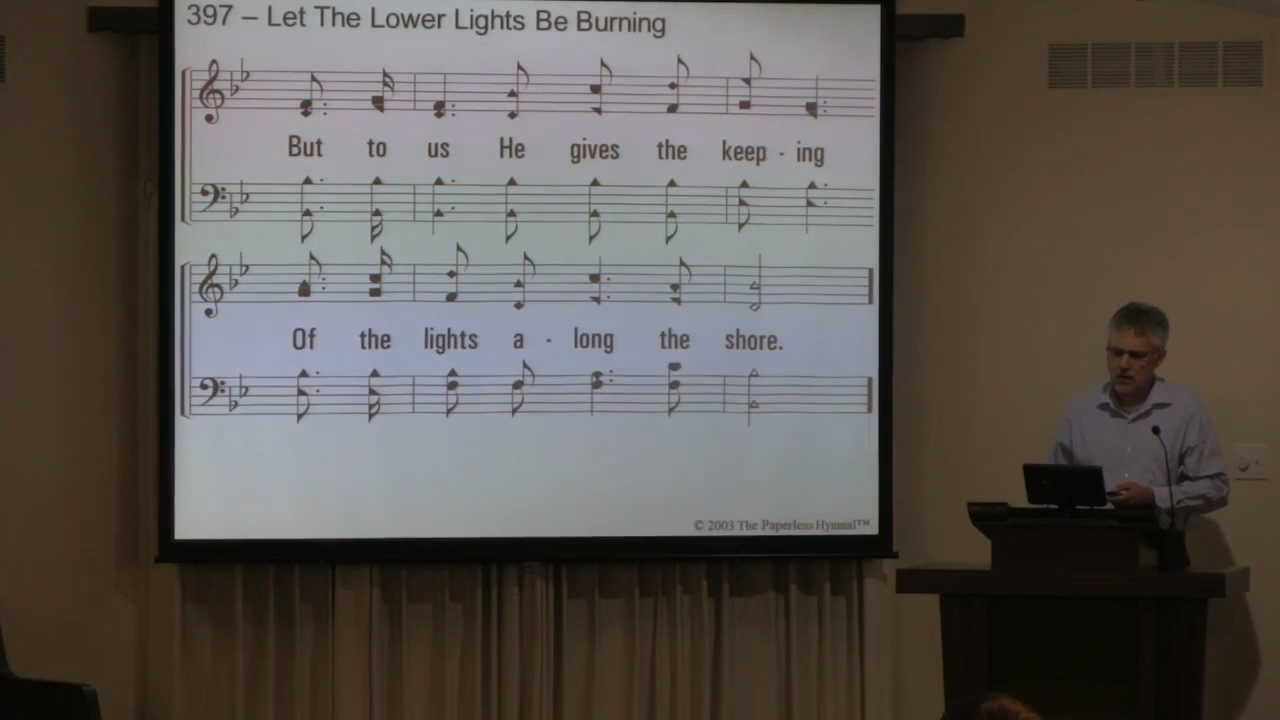 397 – Let The Lower Lights Be Burning
But to us He gives the keep - ing
Of the lights a - long the shore.
© 2003 The Paperless Hymnal™